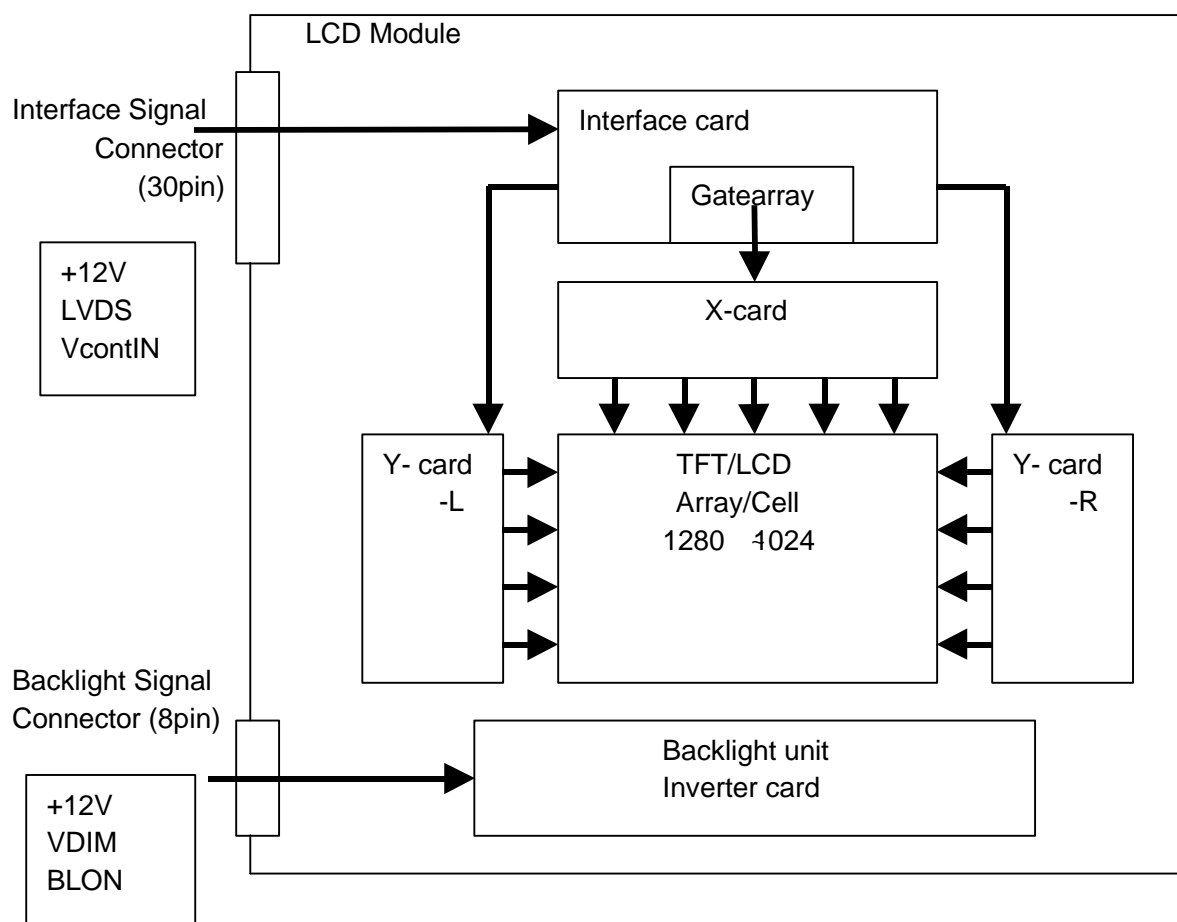 LCD Module
Interface Signal
Connector
(30pin)
+12V
LVDS
VcontIN
Interface card
Gatearray
X-card
Y- card
-L
TFT/LCD
Array/Cell
1280 1024
Y- card
-R
Backlight Signal
Connector (8pin)
+12V
VDIM
BLON
Backlight unit
Inverter card